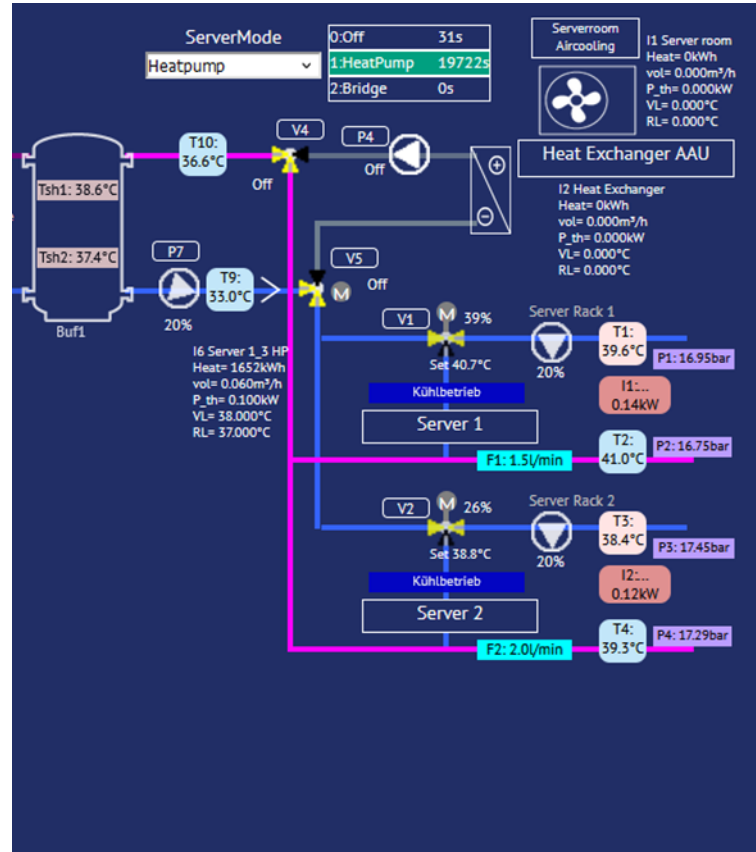 ServerMode
Heatpump
0:Off 31s
1:HeatPump 19722s
2:Bridge 0s
Serverroom
Aircooling
I1 Server room
Heat= 0kWh
vol= 0.000m³/h
P_th= 0.000kW
VL= 0.000°C
RL= 0.000°C
T10:
36.6°C
V4
Off
P4
Off
Heat Exchanger AAU
I2 Heat Exchanger
Heat= 0kWh
vol= 0.000m³/h
P_th= 0.000kW
VL= 0.000°C
RL= 0.000°C
Tsh1: 38.6°C
Tsh2: 37.4°C
Buf1
P7
20%
T9:
33.0°C
V5
Off
M
I6 Server 1_3 HP
Heat= 1652kWh
vol= 0.060m³/h
P_th= 0.100kW
VL= 38.000°C
RL= 37.000°C
V1
M
39%
Set 40.7°C
Server Rack 1
20%
T1:
39.6°C
P1: 16.95bar
Kühlbetrieb
I1:...
0.14kW
Server 1
F1: 1.5l/min
T2:
41.0°C
P2: 16.75bar
V2
M
26%
Set 38.8°C
Server Rack 2
20%
T3:
38.4°C
P3: 17.45bar
Kühlbetrieb
I2:...
0.12kW
Server 2
F2: 2.0l/min
T4:
39.3°C
P4: 17.29bar